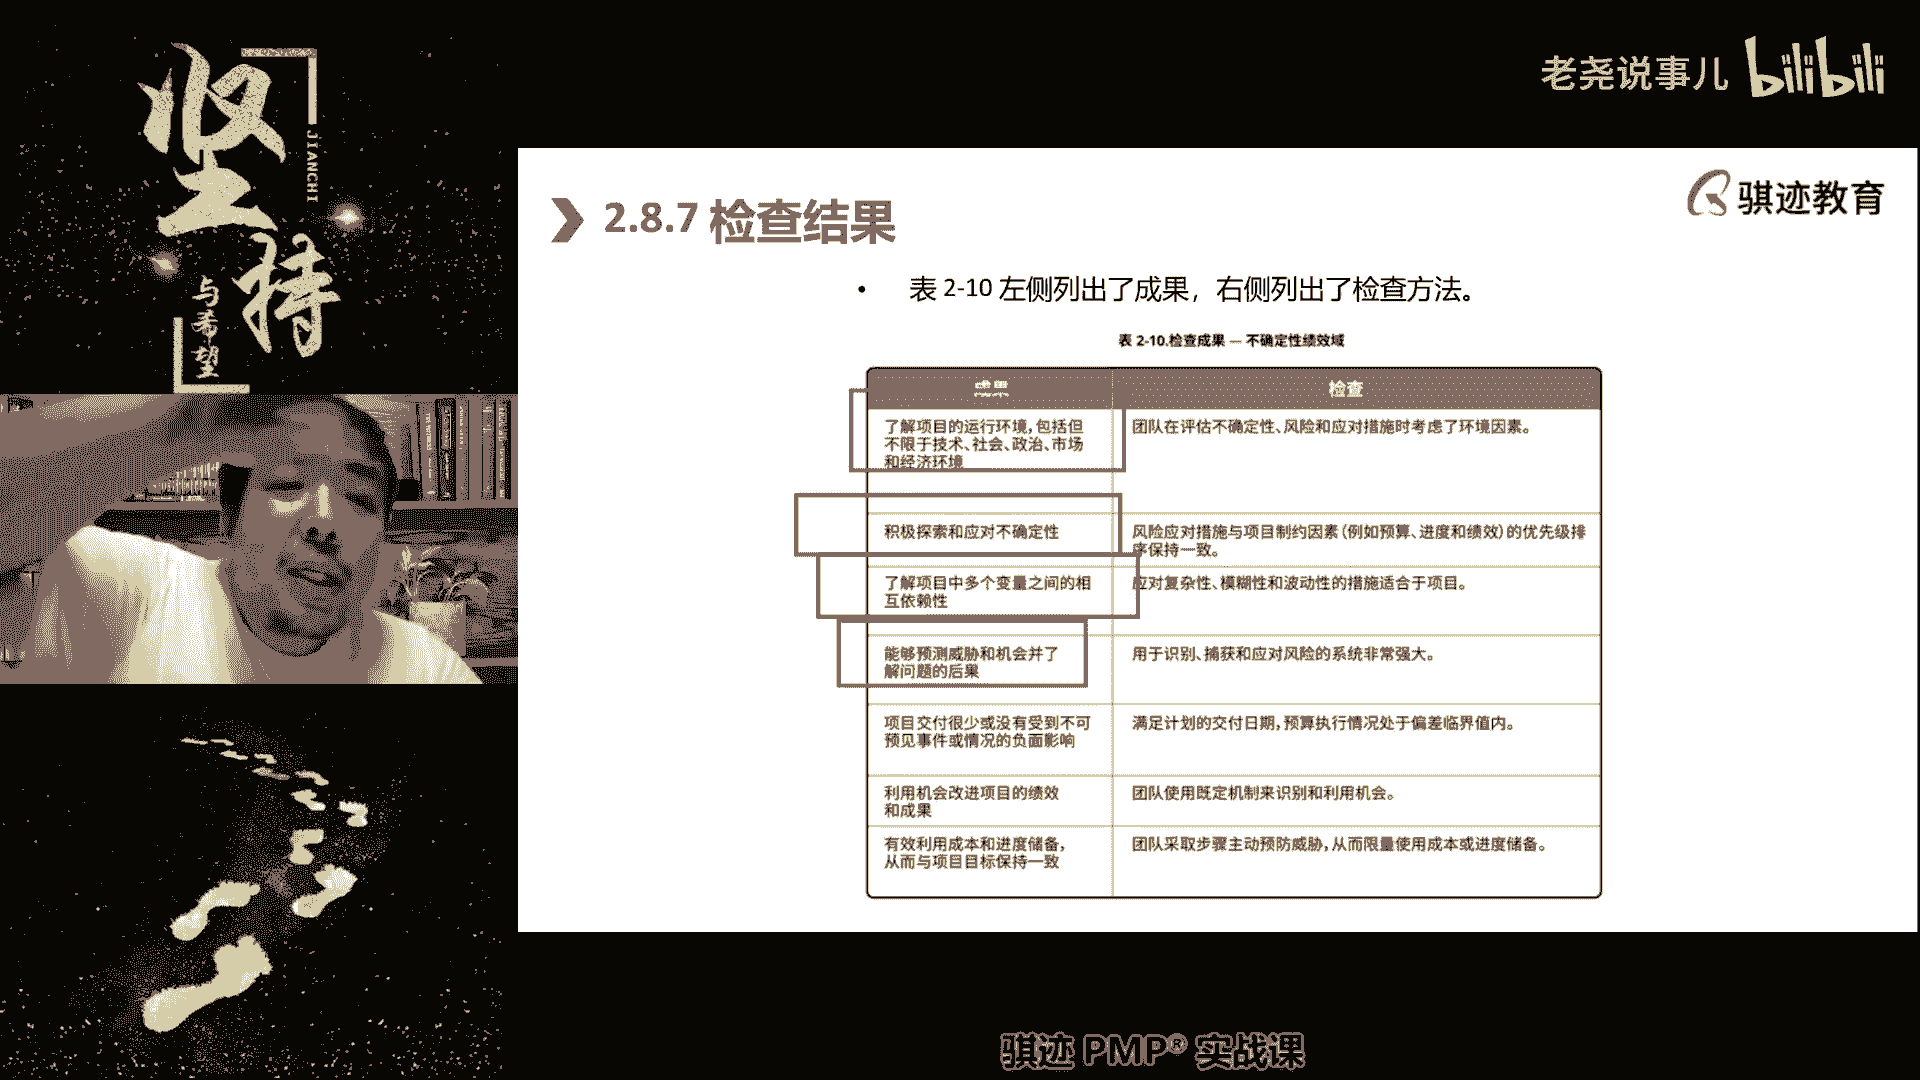 坚持
JIANCHI
与希望
老尧说事儿 bilibili
骐迹教育
2.8.7 检查结果
• 表 2-10 左侧列出了成果，右侧列出了检查方法。
表 2-10.检查成果 — 不确定性绩效域
成果 检查
了解项目的运行环境，包括但
不限于技术、社会、政治、市场
和经济环境
团队在评估不确定性、风险和应对措施时考虑了环境因素。
积极探索和应对不确定性
风险应对措施与项目制约因素（例如预算、进度和绩效）的优先级排
序保持一致。
了解项目中多个变量之间的相
互依赖性
应对复杂性、模糊性和波动性的措施适合于项目。
能够预测威胁和机会并了
解问题的后果
用于识别、捕获和应对风险的系统非常强大。
项目交付很少或没有受到不可
预见事件或情况的负面影响
满足计划的交付日期，预算执行情况处于偏差临界值内。
利用机会改进项目的绩效
和成果
团队使用既定机制来识别和利用机会。
有效利用成本和进度储备，
从而与项目目标保持一致
团队采取步骤主动预防威胁，从而限量使用成本或进度储备。
骐迹 PMP® 实战课